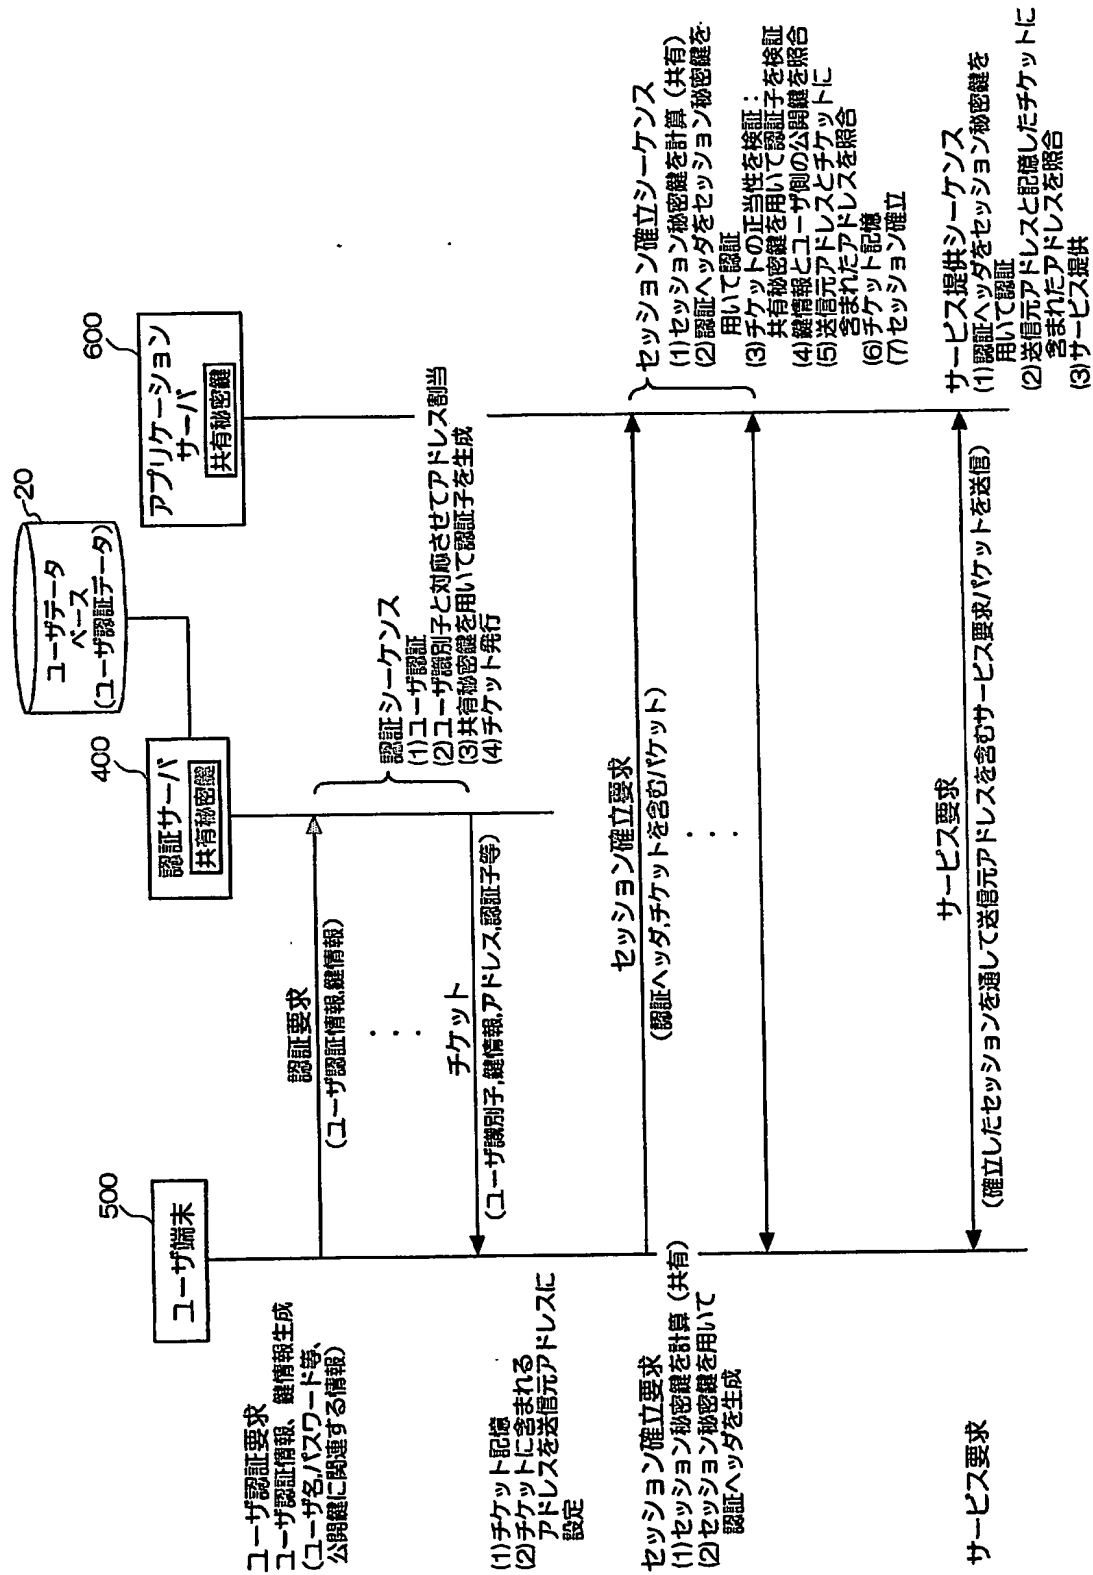 ユーザデータ
ベース
(ユーザ認証データ)
20
ユーザ端末
500
認証サーバ
共有秘密鍵
400
アプリケーション
サーバ
共有秘密鍵
600
ユーザ認証要求
ユーザ認証情報、鍵情報生成
(ユーザ名,パスワード等、
公開鍵に関連する情報)
認証要求
(ユーザ認証情報,鍵情報)
認証シーケンス
(1)ユーザ認証
(2)ユーザ識別子と対応させてアドレス割当
(3)共有秘密鍵を用いて認証子を生成
(4)チケット発行
チケット
(ユーザ識別子,鍵情報,アドレス,認証子等)
(1)チケット記憶
(2)チケットに含まれる
アドレスを送信元アドレスに
設定
セッション確立要求
(1)セッション秘密鍵を計算(共有)
(2)セッション秘密鍵を用いて
認証ヘッダを生成
セッション確立要求
(認証ヘッダ,チケットを含むパケット)
セッション確立シーケンス
(1)セッション秘密鍵を計算(共有)
(2)認証ヘッダをセッション秘密鍵を
用いて認証
(3)チケットの正当性を検証:
共有秘密鍵を用いて認証子を検証
(4)鍵情報とユーザ側の公開鍵を照合
(5)送信元アドレスとチケットに
含まれたアドレスを照合
(6)チケット記憶
(7)セッション確立
サービス要求
サービス要求
(確立したセッションを通して送信元アドレスを含むサービス要求パケットを送信)
サービス提供シーケンス
(1)認証ヘッダをセッション秘密鍵を
用いて認証
(2)送信元アドレスと記憶したチケットに
含まれたアドレスを照合
(3)サービス提供